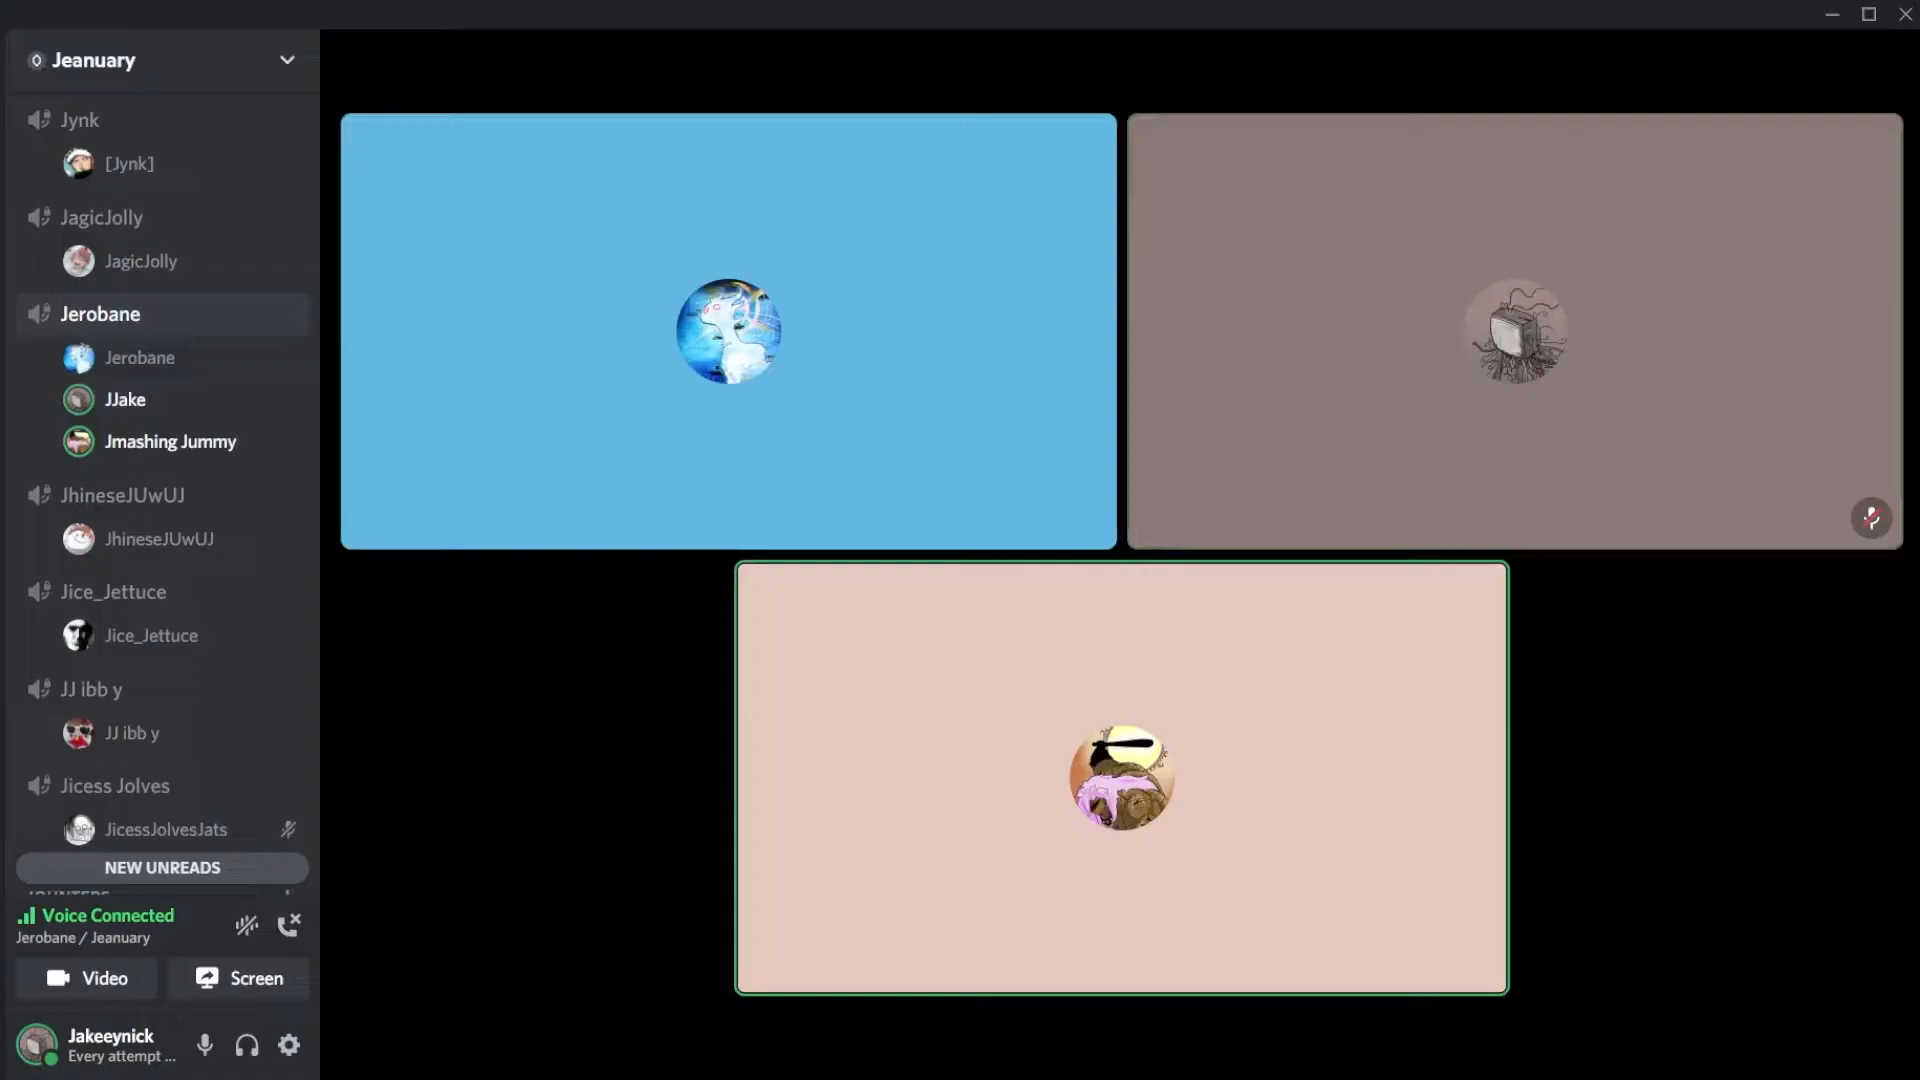 Jeanuary
Jynk
[Jynk]
JagicJolly
JagicJolly
Jerobane
Jerobane
JJake
Jmashing Jummy
JhineseJUwUJ
JhineseJUwUJ
Jice_Jettuce
Jice_Jettuce
JJ ibb y
JJ ibb y
Jicess Jolves
JicessJolvesJats
NEW UNREADS
Voice Connected
Jerobane / Jeanuary
Video
Screen
Jakeeynick
Every attempt ...